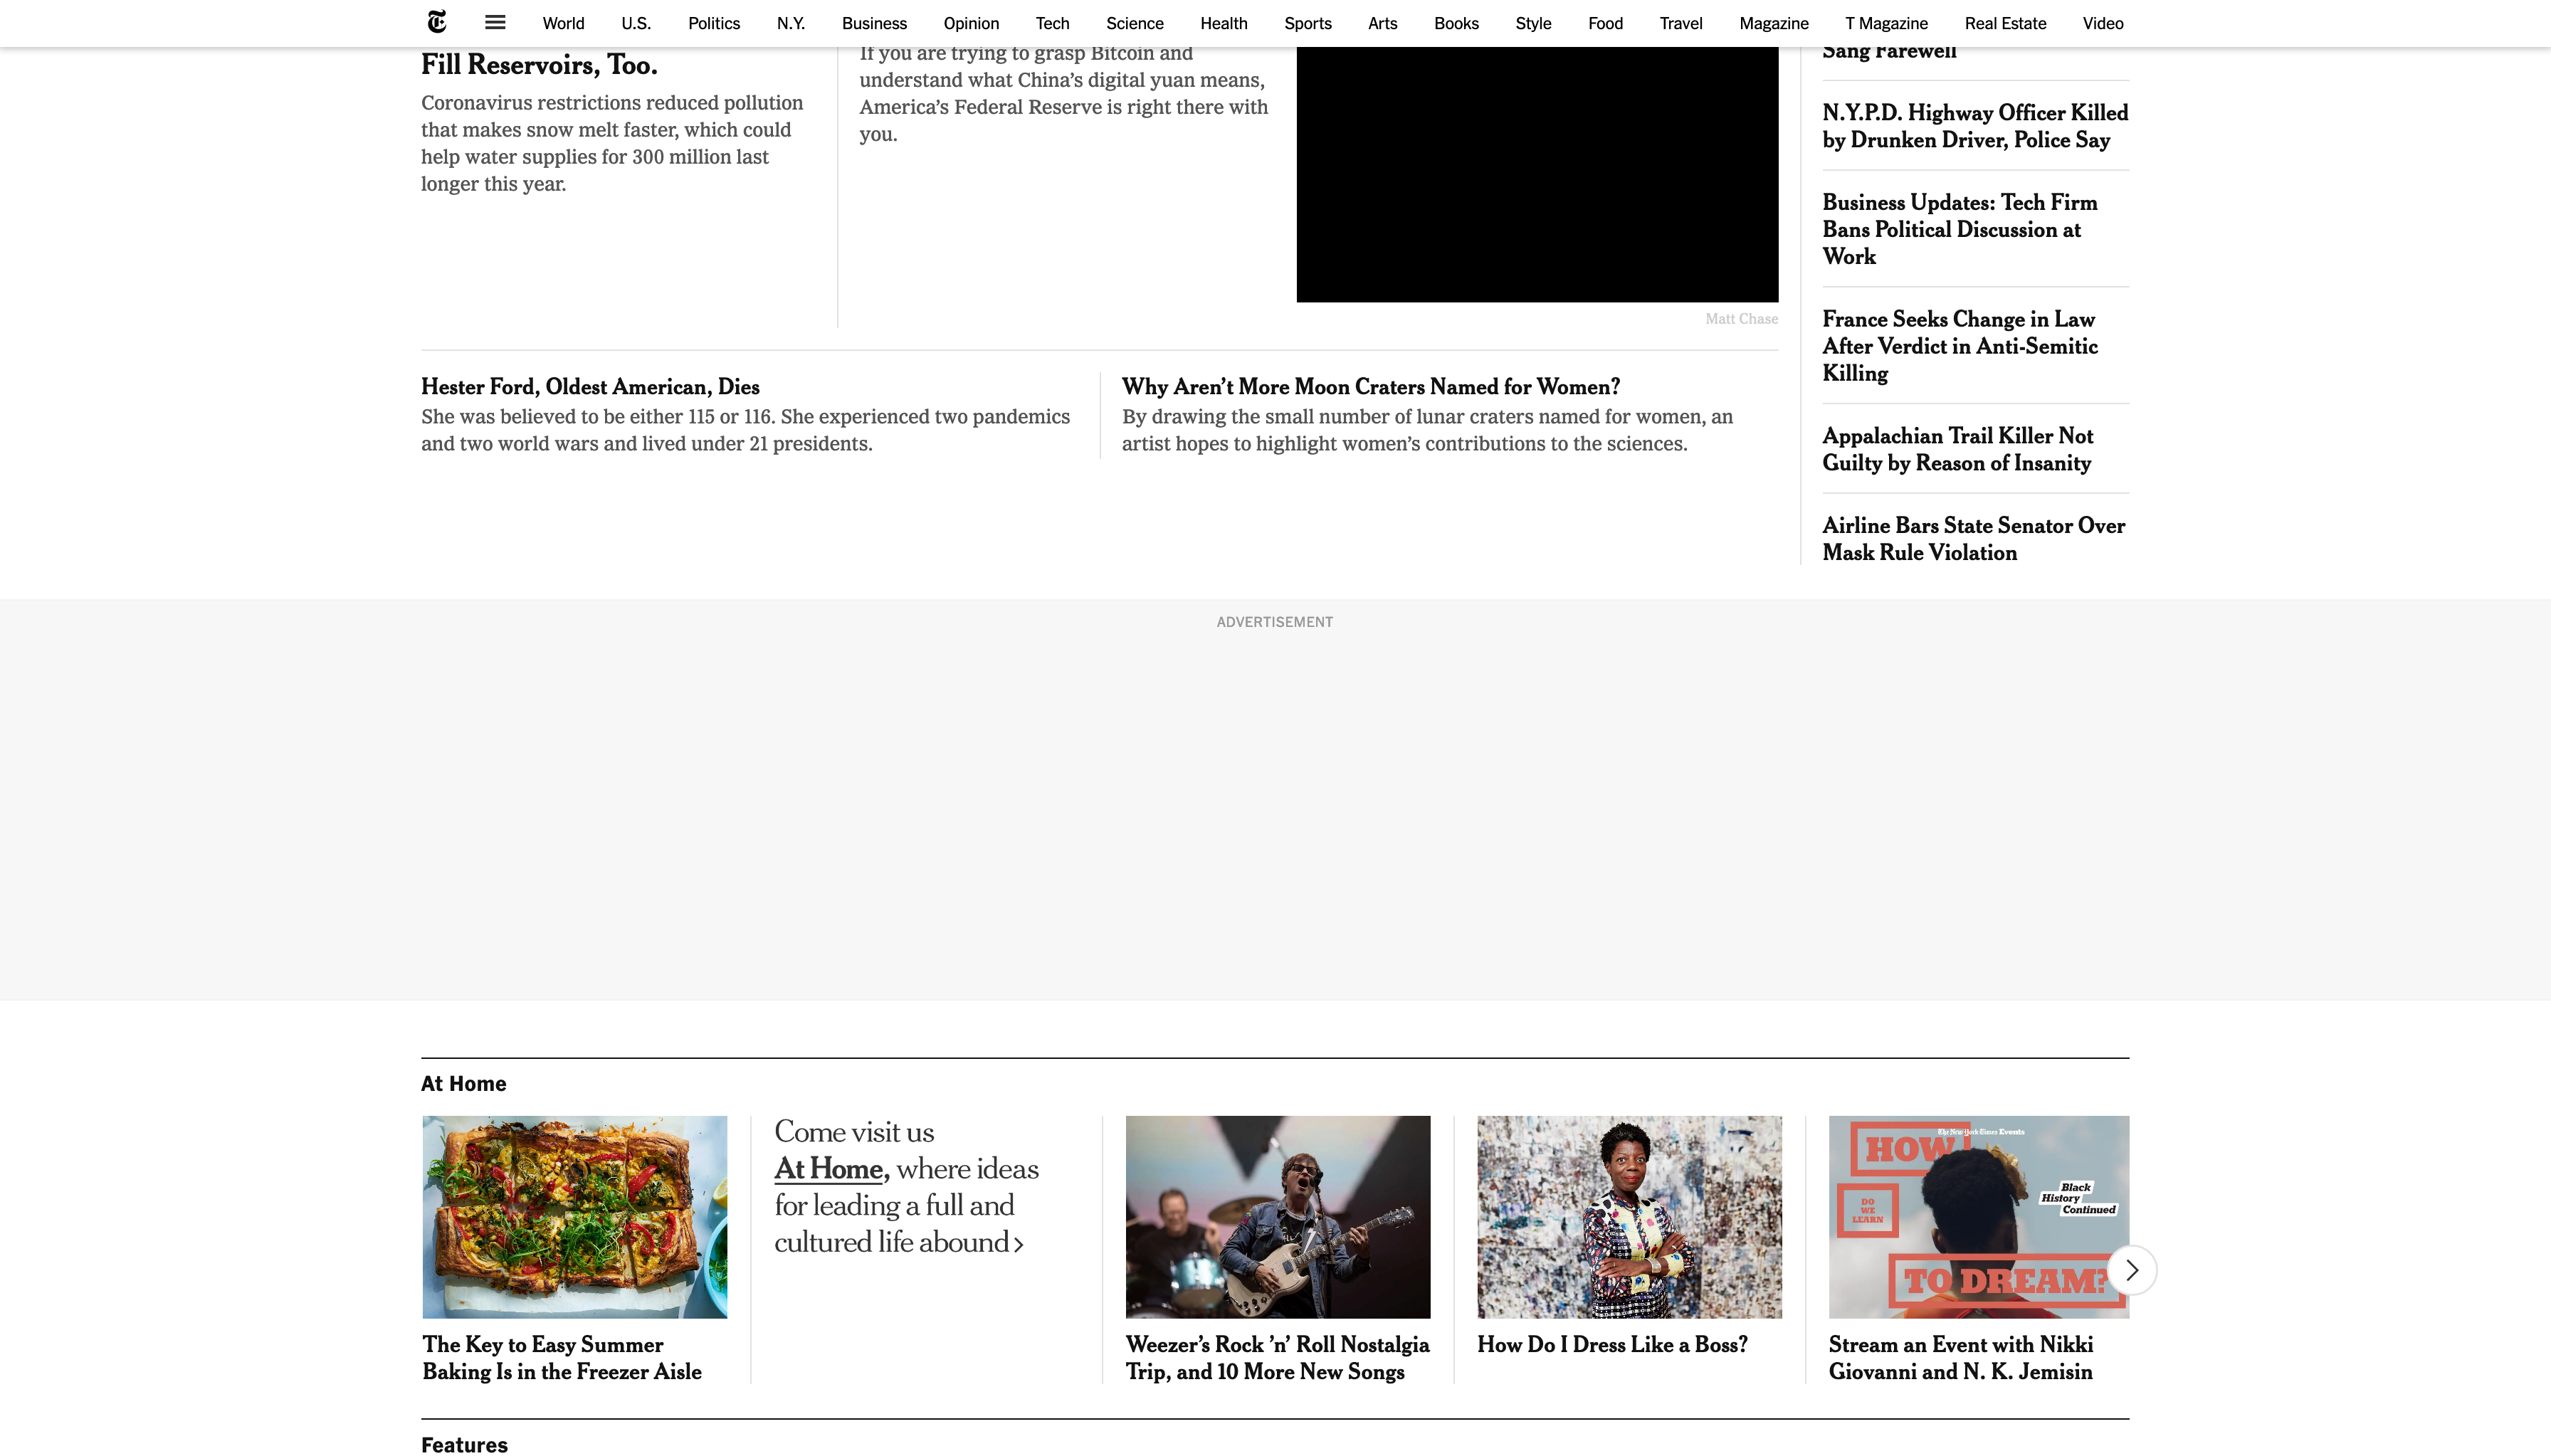 World U.S. Politics N.Y. Business Opinion Tech Science Health Sports Arts Books Style Food Travel Magazine T Magazine Real Estate Video
Fill Reservoirs, Too.
Coronavirus restrictions reduced pollution
that makes snow melt faster, which could
help water supplies for 300 million last
longer this year.
If you are trying to grasp Bitcoin and
understand what China’s digital yuan means,
America’s Federal Reserve is right there with
you.
Matt Chase
Hester Ford, Oldest American, Dies
She was believed to be either 115 or 116. She experienced two pandemics
and two world wars and lived under 21 presidents.
Why Aren’t More Moon Craters Named for Women?
By drawing the small number of lunar craters named for women, an
artist hopes to highlight women’s contributions to the sciences.
Sang Farewell
N.Y.P.D. Highway Officer Killed
by Drunken Driver, Police Say
Business Updates: Tech Firm
Bans Political Discussion at
Work
France Seeks Change in Law
After Verdict in Anti-Semitic
Killing
Appalachian Trail Killer Not
Guilty by Reason of Insanity
Airline Bars State Senator Over
Mask Rule Violation
ADVERTISEMENT
At Home
The Key to Easy Summer
Baking Is in the Freezer Aisle
Come visit us
At Home, where ideas
for leading a full and
cultured life abound >
Weezer’s Rock ’n’ Roll Nostalgia
Trip, and 10 More New Songs
How Do I Dress Like a Boss?
The New York Times Events
HOW
DO
WE
LEARN
TO DREAM?
Black
History
Continued
Stream an Event with Nikki
Giovanni and N. K. Jemisin
Features